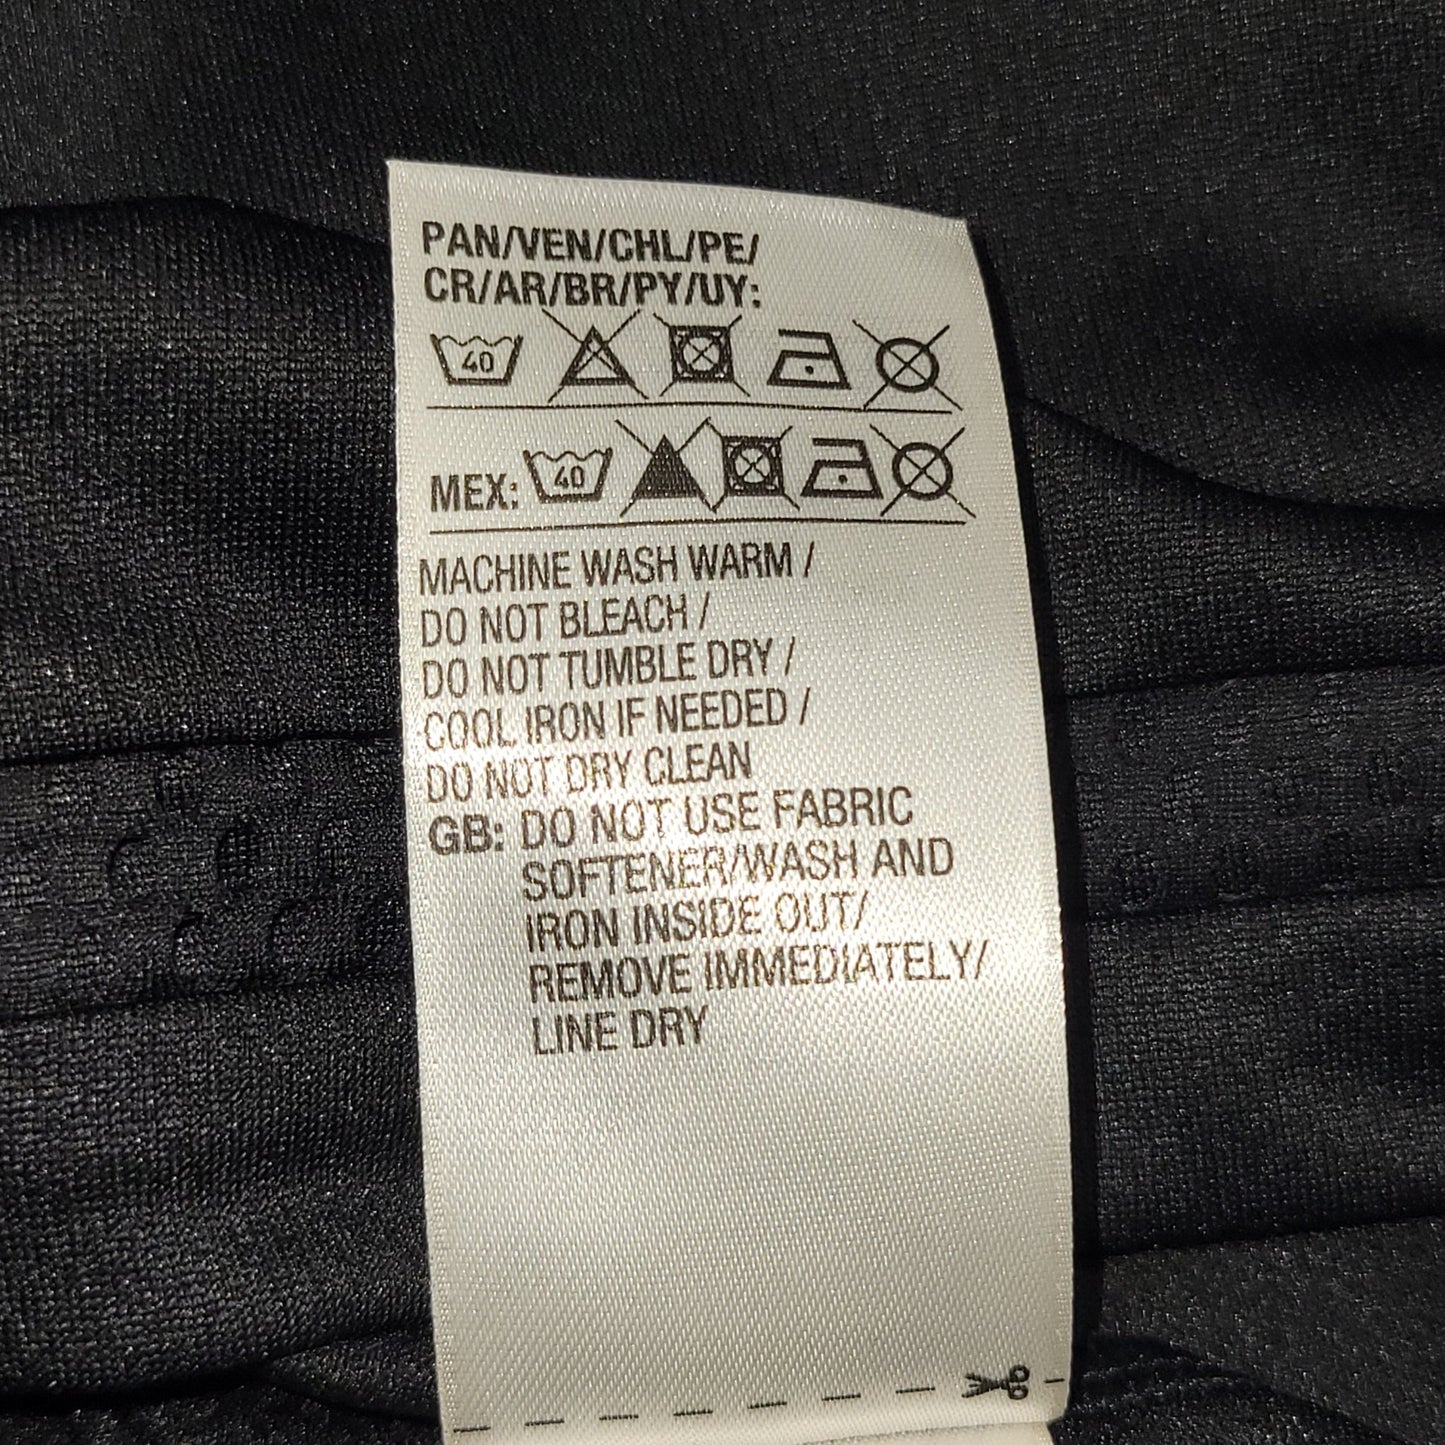 PAN/VEN/CHL/PE/
CR/AR/BR/PY/UY:
40
MEX: 40
MACHINE WASH WARM /
DO NOT BLEACH /
DO NOT TUMBLE DRY /
COOL IRON IF NEEDED /
DO NOT DRY CLEAN
GB: DO NOT USE FABRIC
SOFTENER/WASH AND
IRON INSIDE OUT/
REMOVE IMMEDIATELY/
LINE DRY